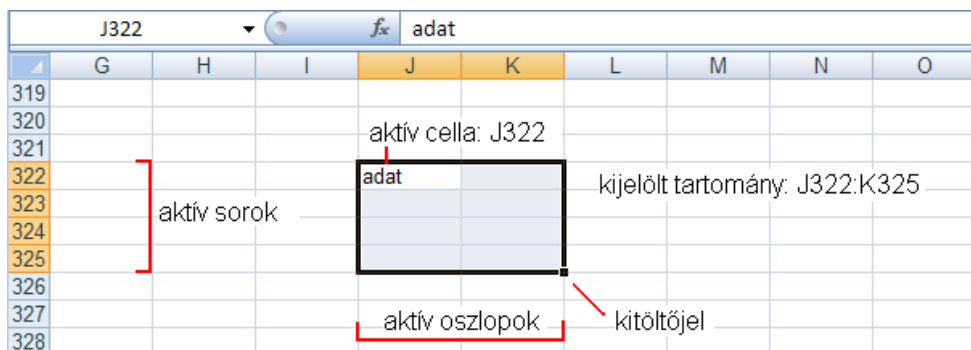 J322 fx adat
G H I J K L M N O
319
320
aktív cella: J322
321
322 adat
kijelölt tartomány: J322:K325
323
aktív sorok
324
325
326
327
aktív oszlopok kitöltőjel
328